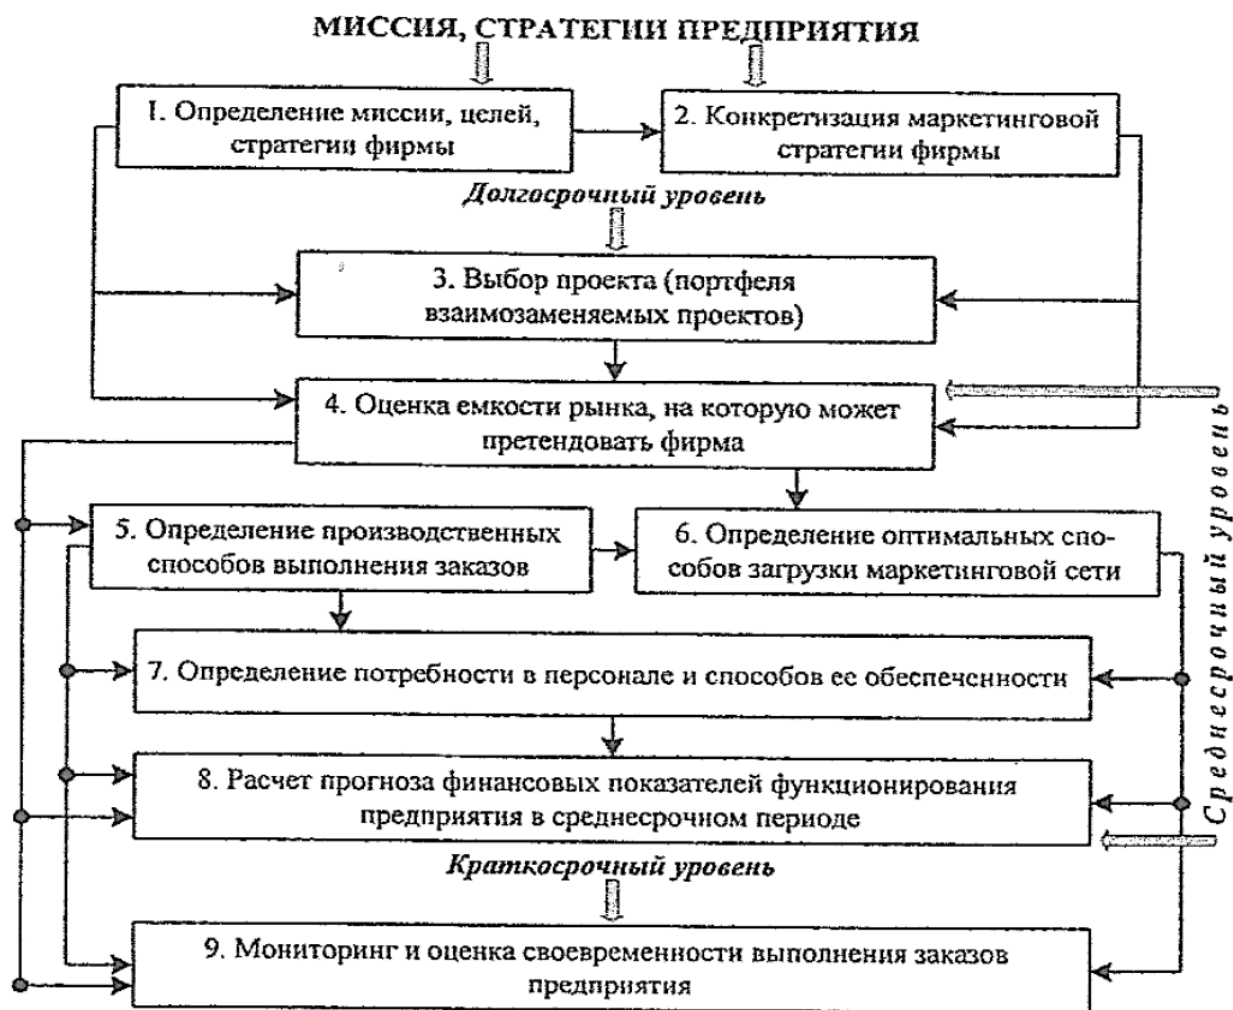 МИССИЯ, СТРАТЕГИИ ПРЕДПРИЯТИЯ
1. Определение миссии, целей,
стратегии фирмы
2. Конкретизация маркетинговой
стратегии фирмы
Долгосрочный уровень
3. Выбор проекта (портфеля
взаимозаменяемых проектов)
4. Оценка емкости рынка, на которую может
претендовать фирма
Среднесрочный уровень
5. Определение производственных
способов выполнения заказов
6. Определение оптимальных спо-
собов загрузки маркетинговой сети
7. Определение потребности в персонале и способов ее обеспеченности
8. Расчет прогноза финансовых показателей функционирования
предприятия в среднесрочном периоде
Краткосрочный уровень
9. Мониторинг и оценка своевременности выполнения заказов
предприятия